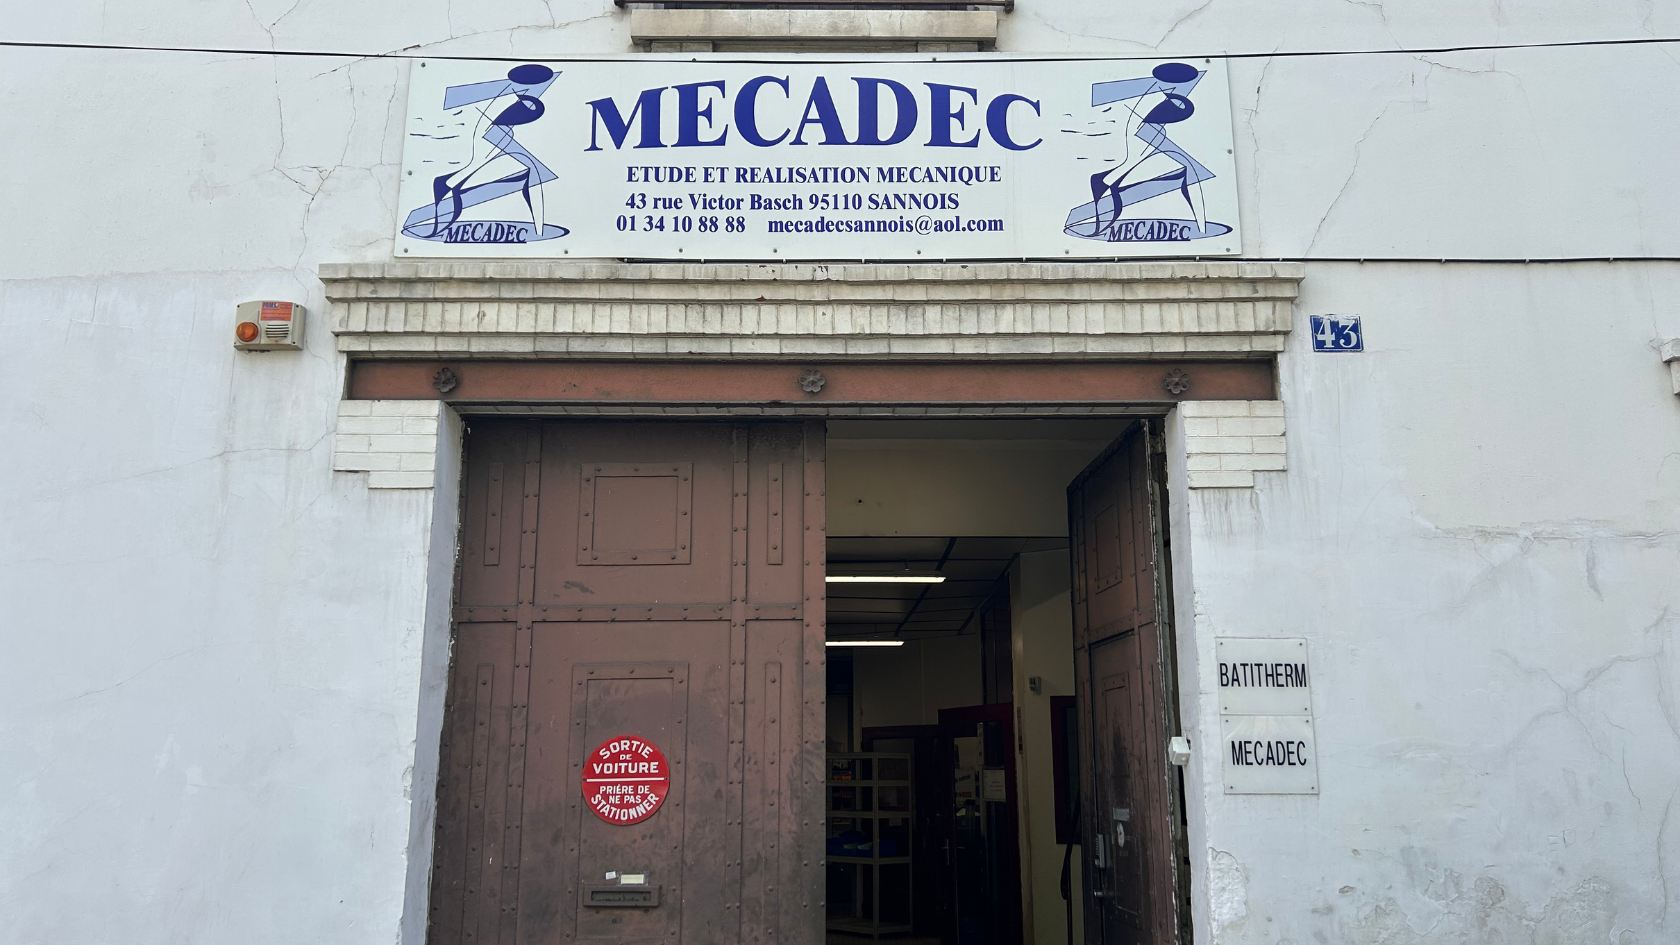 MECADEC
ETUDE ET REALISATION MECANIQUE
43 rue Victor Basch 95110 SANNOIS
01 34 10 88 88 mecadecsannois@aol.com
MECADEC
MECADEC
43
BATITHERM
MECADEC
SORTIE
DE
VOITURE
PRIÈRE DE
NE PAS
STATIONNER